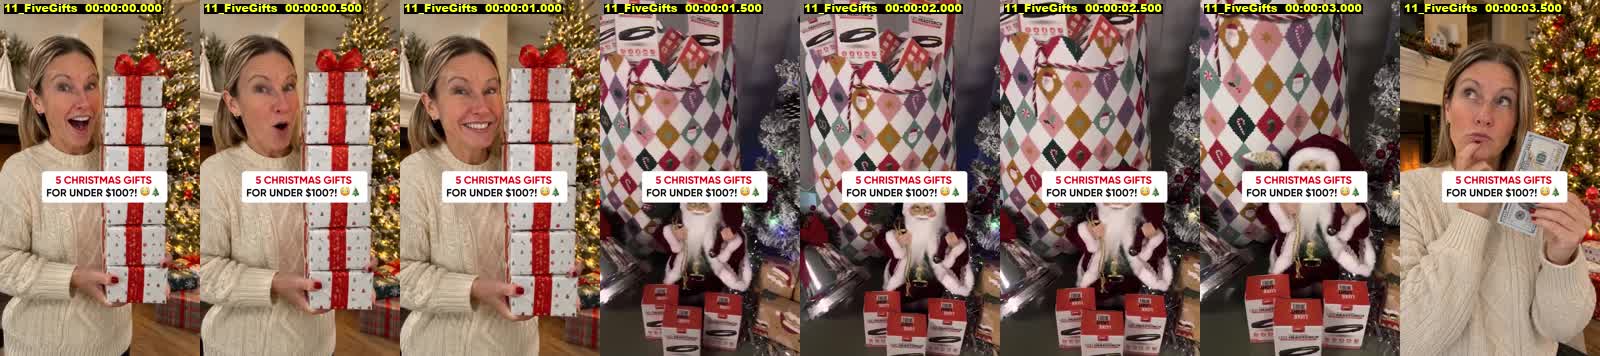 11_FiveGifts 00:00:00.000
11_FiveGifts 00:00:00.500
11_FiveGifts 00:00:01.000
11_FiveGifts 00:00:01.500
11_FiveGifts 00:00:02.000
11_FiveGifts 00:00:02.500
11_FiveGifts 00:00:03.000
11_FiveGifts 00:00:03.500
5 CHRISTMAS GIFTS
FOR UNDER $100?! 😳🎄
5 CHRISTMAS GIFTS
FOR UNDER $100?! 😳🎄
5 CHRISTMAS GIFTS
FOR UNDER $100?! 😳🎄
5 CHRISTMAS GIFTS
FOR UNDER $100?! 😳🎄
5 CHRISTMAS GIFTS
FOR UNDER $100?! 😳🎄
5 CHRISTMAS GIFTS
FOR UNDER $100?! 😳🎄
5 CHRISTMAS GIFTS
FOR UNDER $100?! 😳🎄
5 CHRISTMAS GIFTS
FOR UNDER $100?! 😳🎄